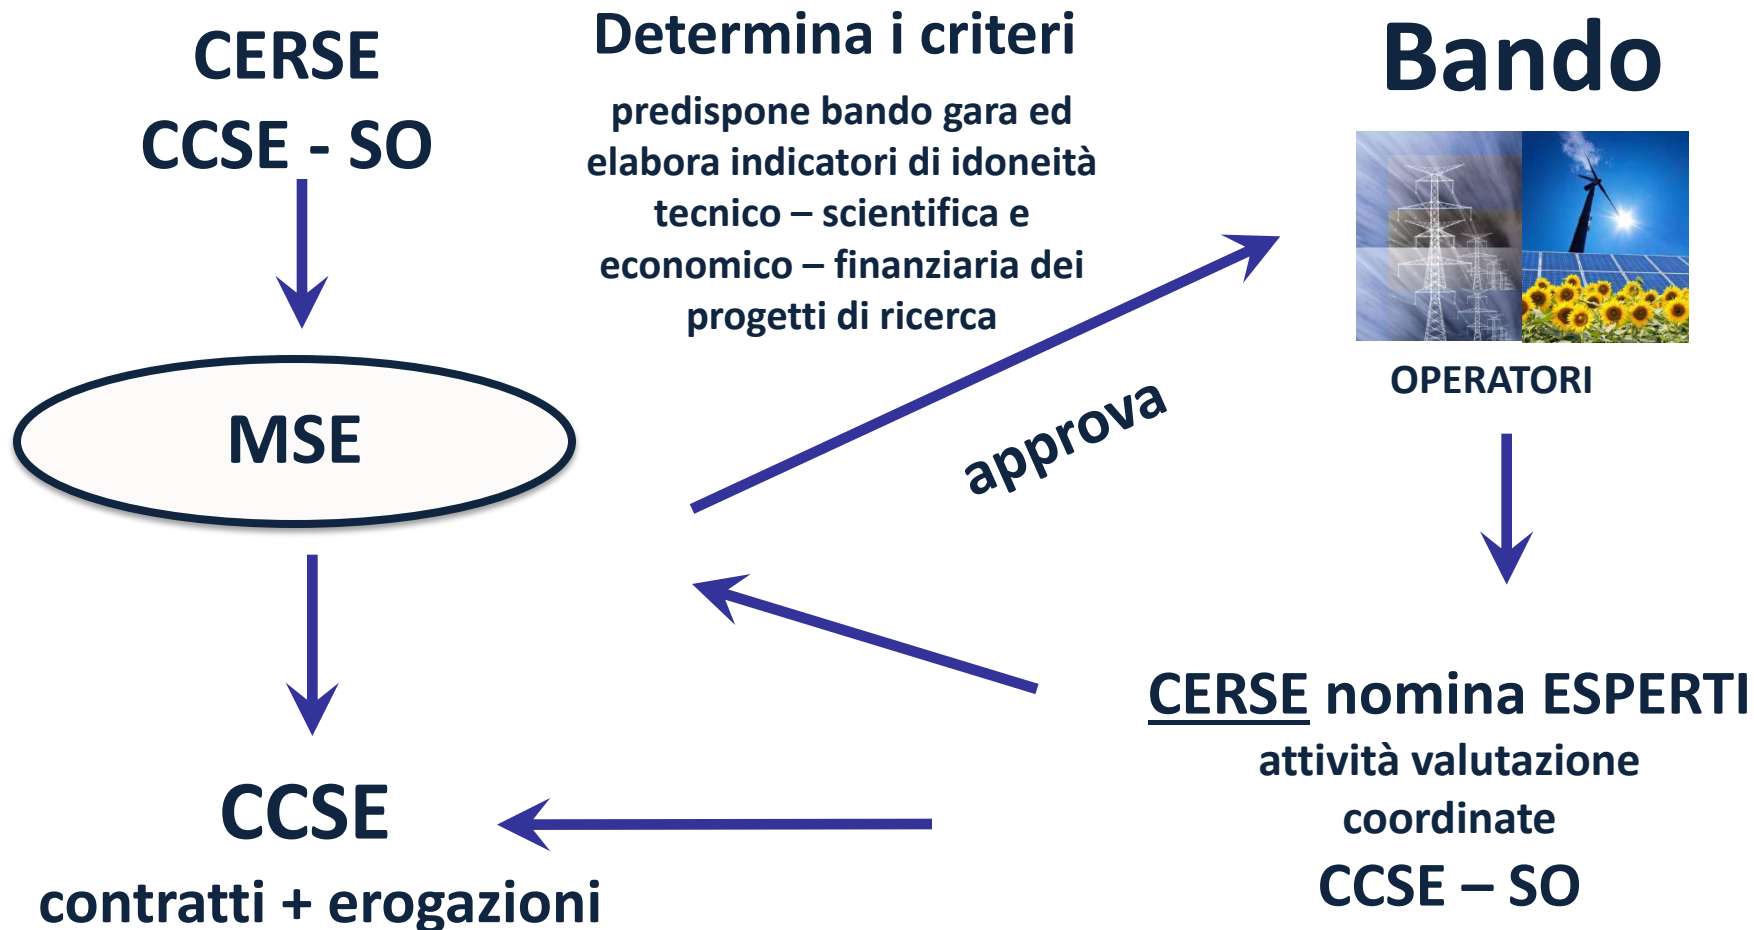 CERSE
CCSE - SO
Determina i criteri
predispone bando gara ed
elabora indicatori di idoneità
tecnico – scientifica e
economico – finanziaria dei
progetti di ricerca
Bando
OPERATORI
MSE
approva
CERSE nomina ESPERTI
attività valutazione
coordinate
CCSE – SO
CCSE
contratti + erogazioni